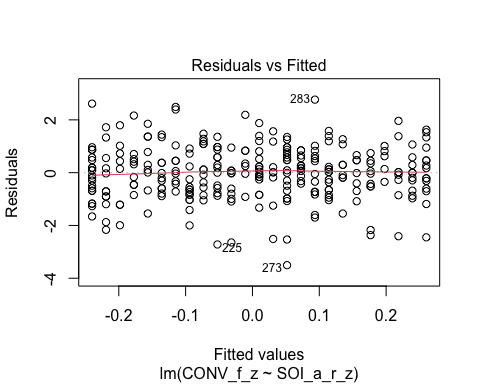 Residuals vs Fitted
283
2
0
-2
-4
225
273
Residuals
-0.2 -0.1 0.0 0.1 0.2
Fitted values
lm(CONV_f_z ~ SOI_a_r_z)